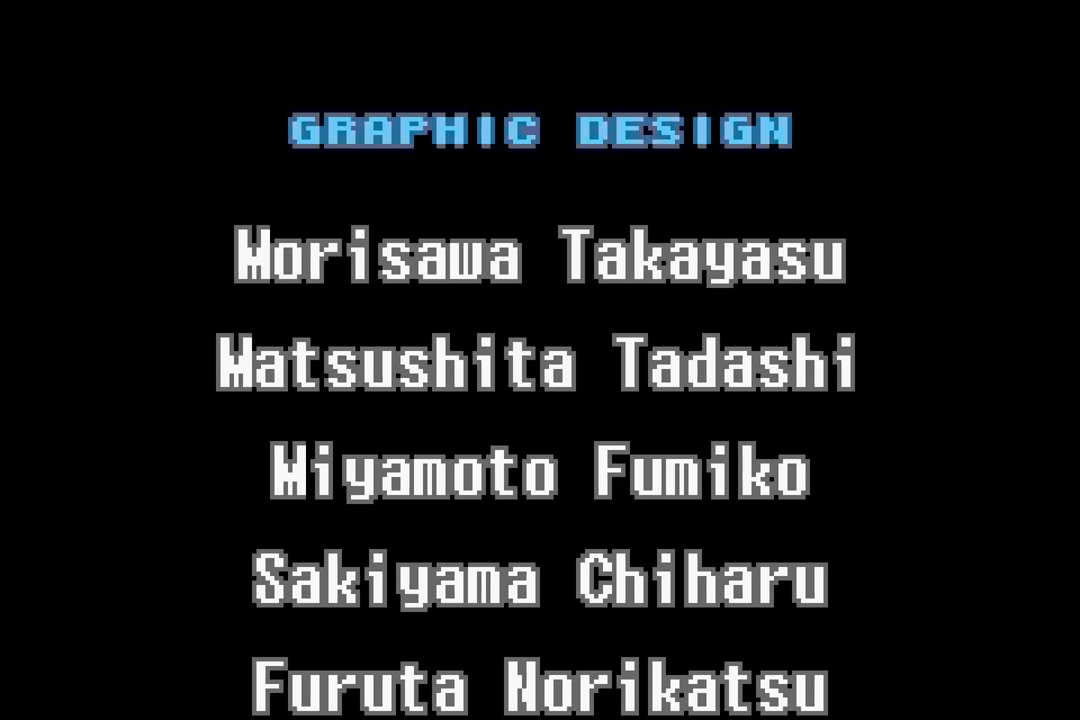 GRAPHIC DESIGN
Morisawa Takayasu
Matsushita Tadashi
Miyamoto Fumiko
Sakiyama Chiharu
Furuta Norikatsu